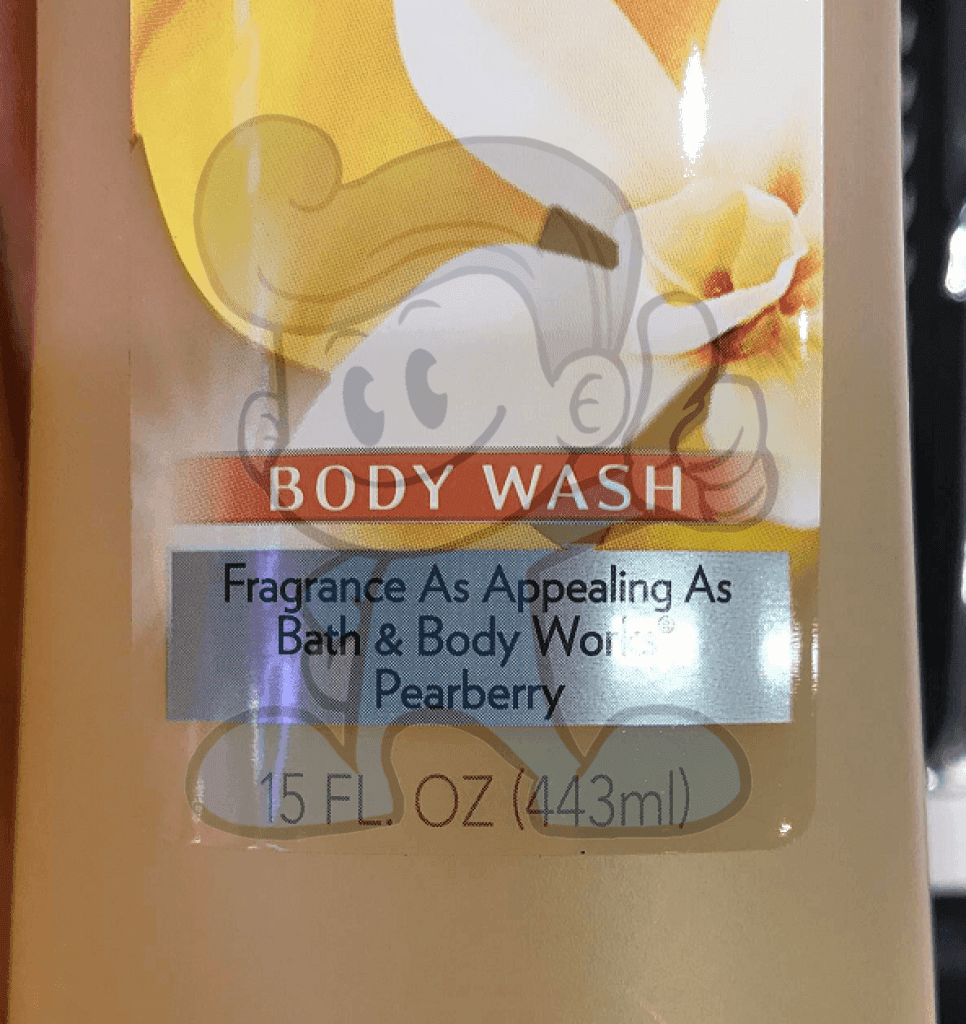 BODY WASH
Fragrance As Appealing As
Bath & Body Works®
Pearberry
15 FL. OZ (443ml)